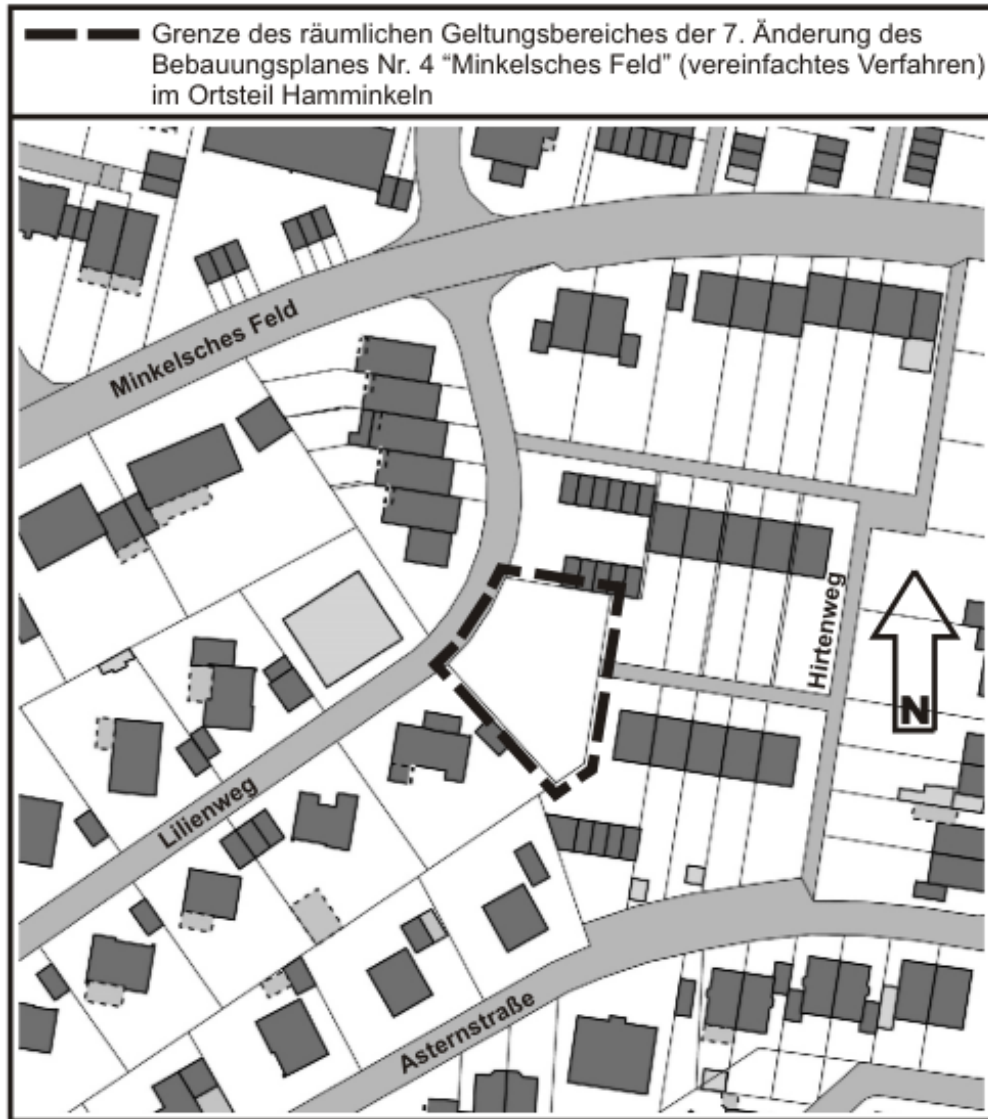 Grenze des räumlichen Geltungsbereiches der 7. Änderung des
Bebauungsplanes Nr. 4 “Minkelsches Feld” (vereinfachtes Verfahren)
im Ortsteil Hamminkeln
Minkelsches Feld
Hirtenweg
N
Lilienweg
Asternstraße